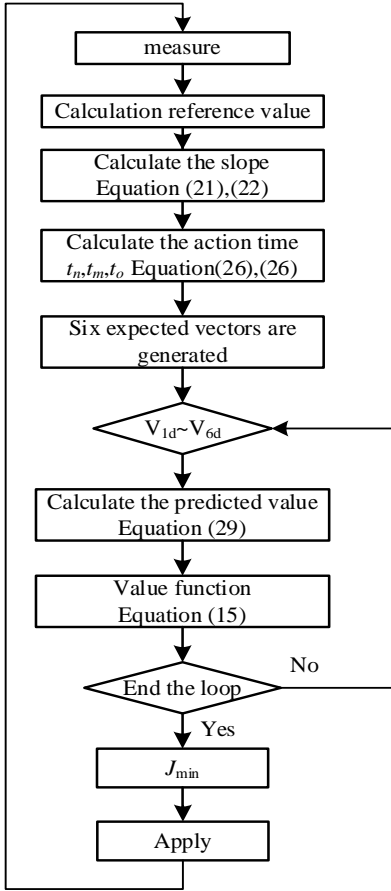 measure
Calculation reference value
Calculate the slope
Equation (21),(22)
Calculate the action time
tn,tm,to Equation(26),(26)
Six expected vectors are
generated
V1d~V6d
Calculate the predicted value
Equation (29)
Value function
Equation (15)
No
End the loop
Yes
Jmin
Apply